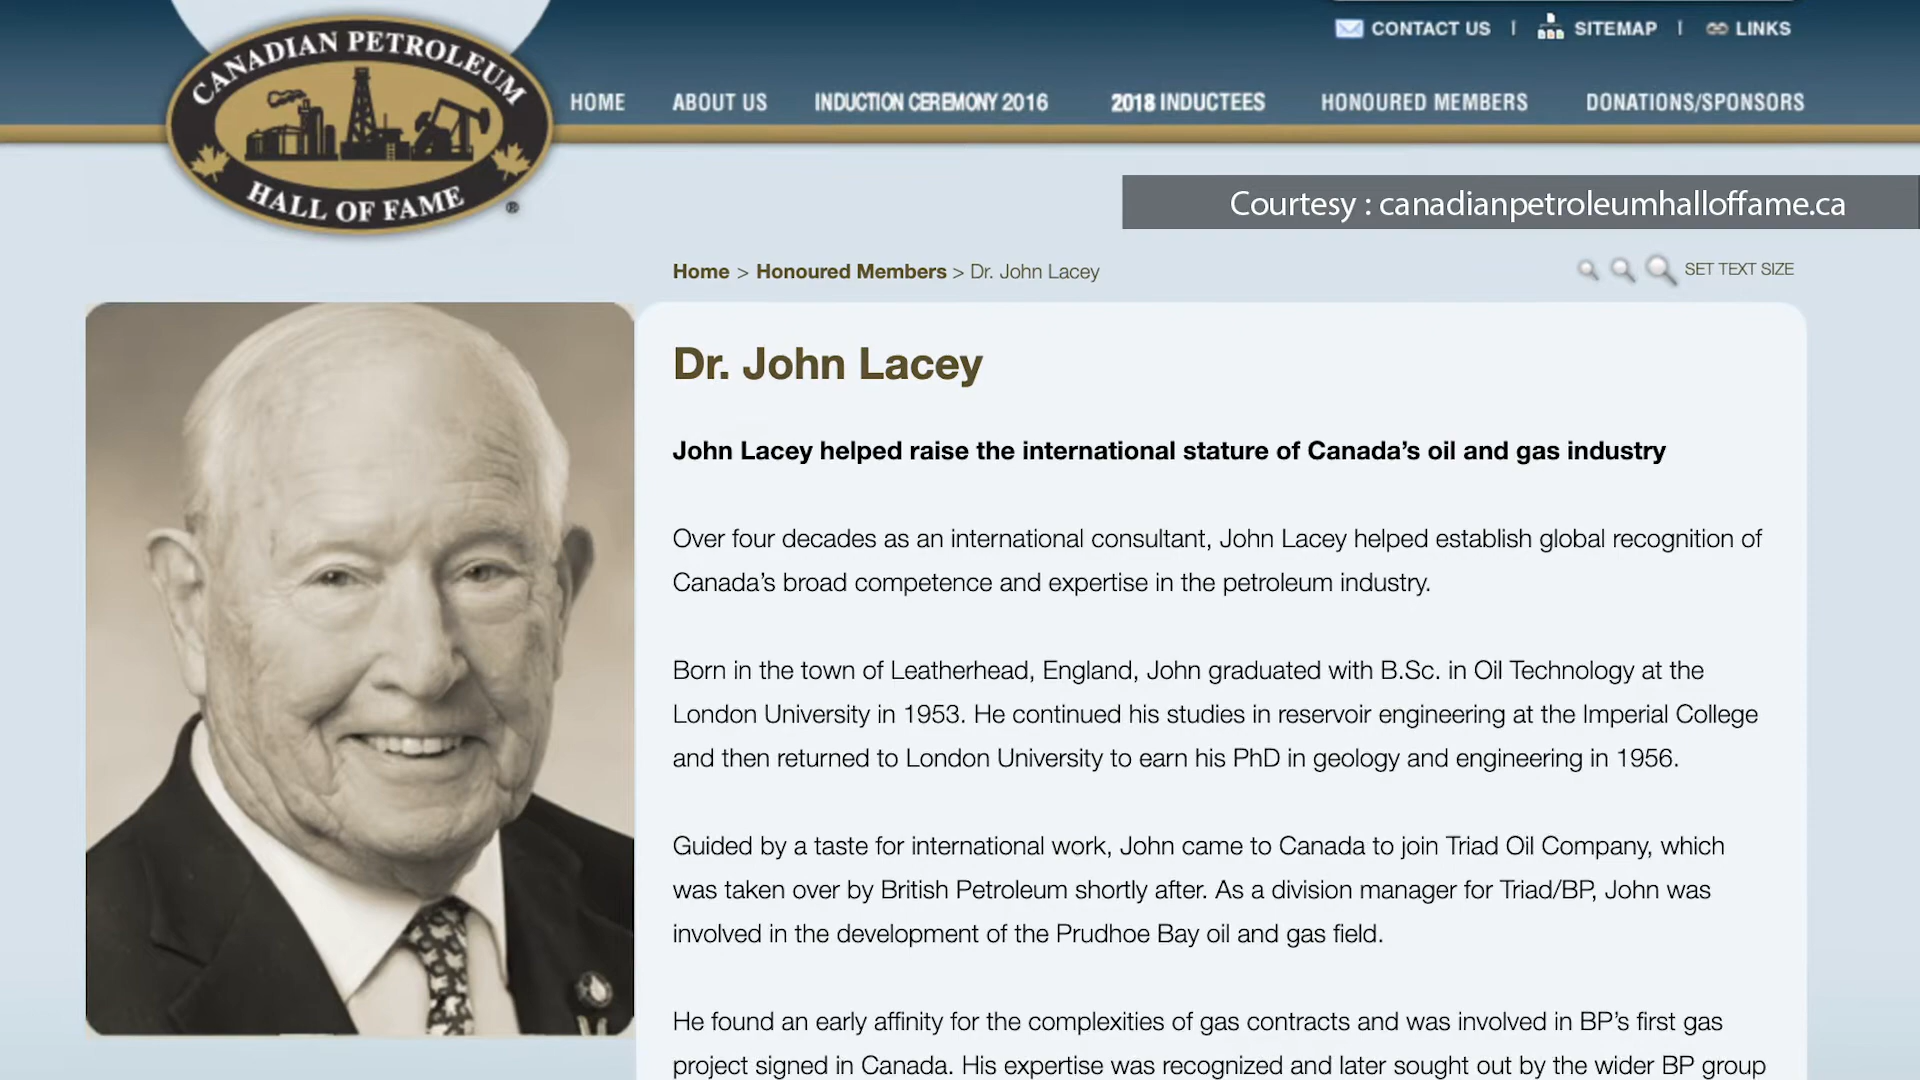 CONTACT US | SITEMAP | LINKS
CANADIAN PETROLEUM
HALL OF FAME
®
HOME ABOUT US INDUCTION CEREMONY 2016 2018 INDUCTEES HONOURED MEMBERS DONATIONS/SPONSORS
Courtesy : canadianpetroleumhalloffame.ca
Home > Honoured Members > Dr. John Lacey
SET TEXT SIZE
Dr. John Lacey
John Lacey helped raise the international stature of Canada's oil and gas industry
Over four decades as an international consultant, John Lacey helped establish global recognition of
Canada's broad competence and expertise in the petroleum industry.
Born in the town of Leatherhead, England, John graduated with B.Sc. in Oil Technology at the
London University in 1953. He continued his studies in reservoir engineering at the Imperial College
and then returned to London University to earn his PhD in geology and engineering in 1956.
Guided by a taste for international work, John came to Canada to join Triad Oil Company, which
was taken over by British Petroleum shortly after. As a division manager for Triad/BP, John was
involved in the development of the Prudhoe Bay oil and gas field.
He found an early affinity for the complexities of gas contracts and was involved in BP's first gas
project signed in Canada. His expertise was recognized and later sought out by the wider BP group